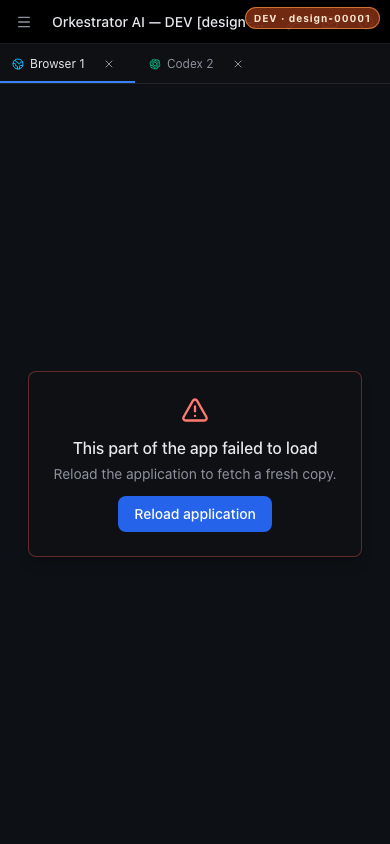 Orkestrator AI — DEV [design
DEV · design-00001
Browser 1
Codex 2
This part of the app failed to load
Reload the application to fetch a fresh copy.
Reload application